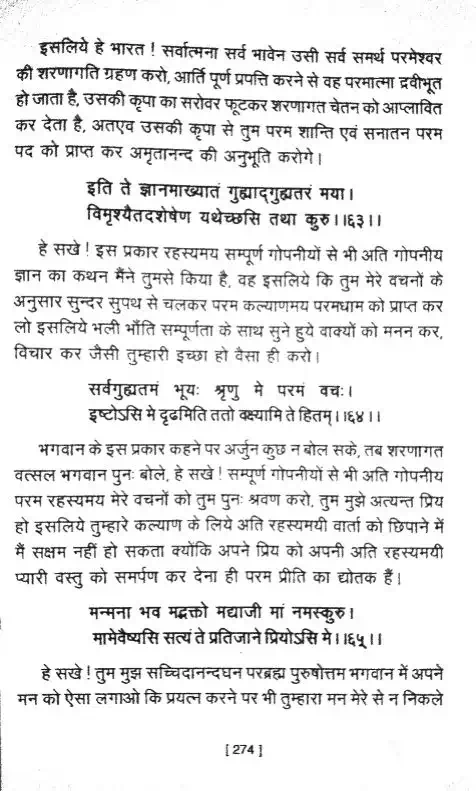 इसलिये हे भारत ! सर्वात्मना सर्व भावेन उसी सर्व समर्थ परमेश्वर
की शरणागति ग्रहण करो, आर्ति पूर्ण प्रपत्ति करने से वह परमात्मा द्रवीभूत
हो जाता है, उसकी कृपा का सरोवर फूटकर शरणागत चेतन को आप्लावित
कर देता है, अतएव उसकी कृपा से तुम परम शान्ति एवं सनातन परम
पद को प्राप्त कर अमृतानन्द की अनुभूति करोगे।
इति ते ज्ञानमाख्यातं गुह्याद्गुह्यतरं मया।
विमृश्यैतदशेषेण यथेच्छसि तथा कुरु।।६३।।
हे सखे ! इस प्रकार रहस्यमय सम्पूर्ण गोपनीयों से भी अति गोपनीय
ज्ञान का कथन मैंने तुमसे किया है, वह इसलिये कि तुम मेरे वचनों के
अनुसार सुन्दर सुपथ से चलकर परम कल्याणमय परमधाम को प्राप्त कर
लो इसलिये भली भाँति सम्पूर्णता के साथ सुने हुये वाक्यों को मनन कर,
विचार कर जैसी तुम्हारी इच्छा हो वैसा ही करो।
सर्वगुह्यतमं भूयः श्रृणु मे परमं वचः।
इष्टोऽसि मे दृढमिति ततो वक्ष्यामि ते हितम्।।६४।।
भगवान के इस प्रकार कहने पर अर्जुन कुछ न बोल सके, तब शरणागत
वत्सल भगवान पुनः बोले, हे सखे ! सम्पूर्ण गोपनीयों से भी अति गोपनीय
परम रहस्यमय मेरे वचनों को तुम पुनः श्रवण करो, तुम मुझे अत्यन्त प्रिय
हो इसलिये तुम्हारे कल्याण के लिये अति रहस्यमयी वार्ता को छिपाने में
मैं सक्षम नहीं हो सकता क्योंकि अपने प्रिय को अपनी अति रहस्यमयी
प्यारी वस्तु को समर्पण कर देना ही परम प्रीति का द्योतक हैं।
मन्मना भव मद्भक्तो मद्याजी मां नमस्कुरु।
मामेवैष्यसि सत्यं ते प्रतिजाने प्रियोऽसि मे।।६५।।
हे सखे ! तुम मुझ सच्चिदानन्दघन परब्रह्म पुरुषोत्तम भगवान में अपने
मन को ऐसा लगाओ कि प्रयत्न करने पर भी तुम्हारा मन मेरे से न निकले
[ 274 ]